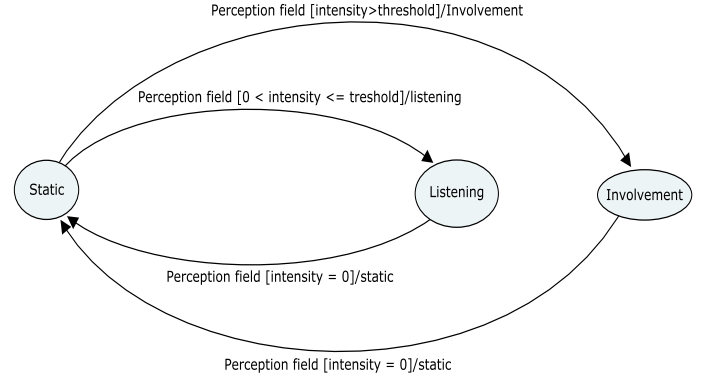 Perception field [intensity>threshold]/Involvement
Perception field [0 < intensity <= treshold]/listening
Static
Listening
Involvement
Perception field [intensity = 0]/static
Perception field [intensity = 0]/static